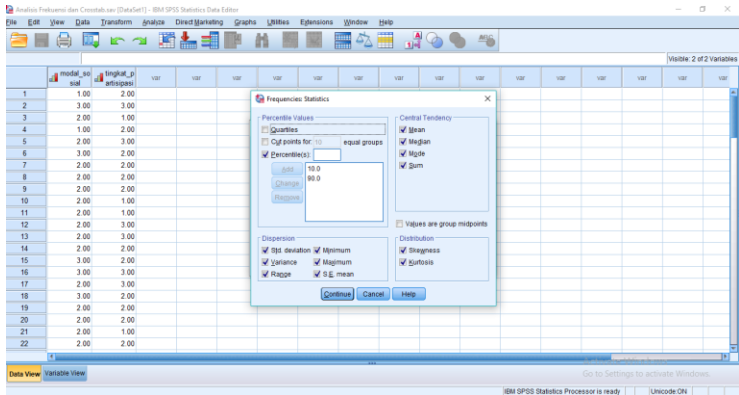 Analisis Frekuensi dan Crosstab.sav [DataSet1] - IBM SPSS Statistics Data Editor
File Edit View Data Transform Analyze Direct Marketing Graphs Utilities Extensions Window Help
Visible: 2 of 2 Variables
modal_so sial tingkat_p artisipasi var var var var var var var var var var var var var var var
1 1.00 2.00
2 3.00 3.00
3 2.00 1.00
4 1.00 2.00
5 2.00 3.00
6 3.00 3.00
7 2.00 2.00
8 2.00 2.00
9 2.00 2.00
10 2.00 1.00
11 2.00 1.00
12 2.00 3.00
13 2.00 3.00
14 2.00 2.00
15 3.00 2.00
16 3.00 3.00
17 2.00 3.00
18 3.00 2.00
19 2.00 2.00
20 2.00 2.00
21 2.00 1.00
22 2.00 2.00
Frequencies: Statistics
Percentile Values
Quartiles
Cut points for: 10 equal groups
Percentile(s):
Add
Change
Remove
10.0
90.0
Central Tendency
Mean
Median
Mode
Sum
Values are group midpoints
Dispersion
Std. deviation Minimum
Variance Maximum
Range S.E. mean
Distribution
Skewness
Kurtosis
Continue Cancel Help
Data View Variable View
Go to Settings to activate Windows.
IBM SPSS Statistics Processor is ready Unicode:ON